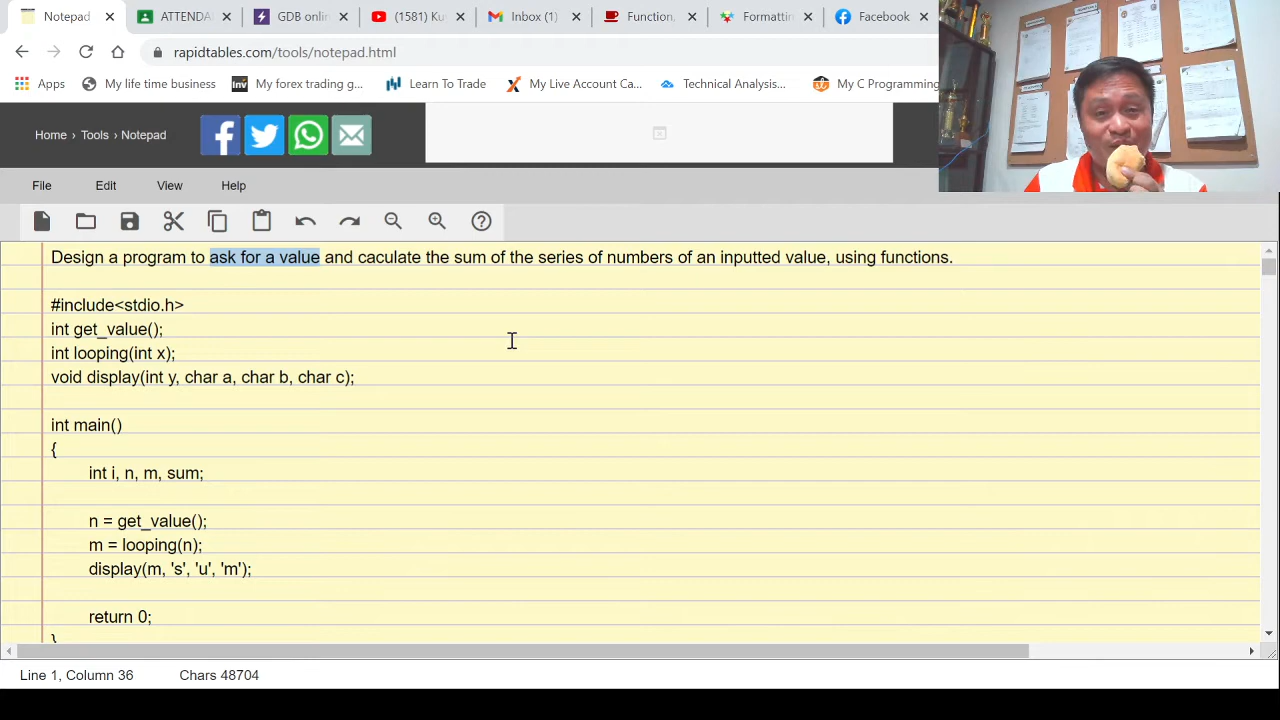 Notepad
ATTENDA
GDB onlin
(1581) Ku
Inbox (1)
Function,
Formattin
Facebook
rapidtables.com/tools/notepad.html
Apps
My life time business
My forex trading g...
Learn ToTrade
My Live Account Ca...
Technical Analysis...
My C Programming
Home › Tools › Notepad
File Edit View Help
Design a program to ask for a value and caculate the sum of the series of numbers of an inputted value, using functions.
#include<stdio.h>
int get_value();
int looping(int x);
void display(int y, char a, char b, char c);
int main()
{
int i, n, m, sum;
n = get_value();
m = looping(n);
display(m, 's', 'u', 'm');
return 0;
}
Line 1, Column 36
Chars 48704